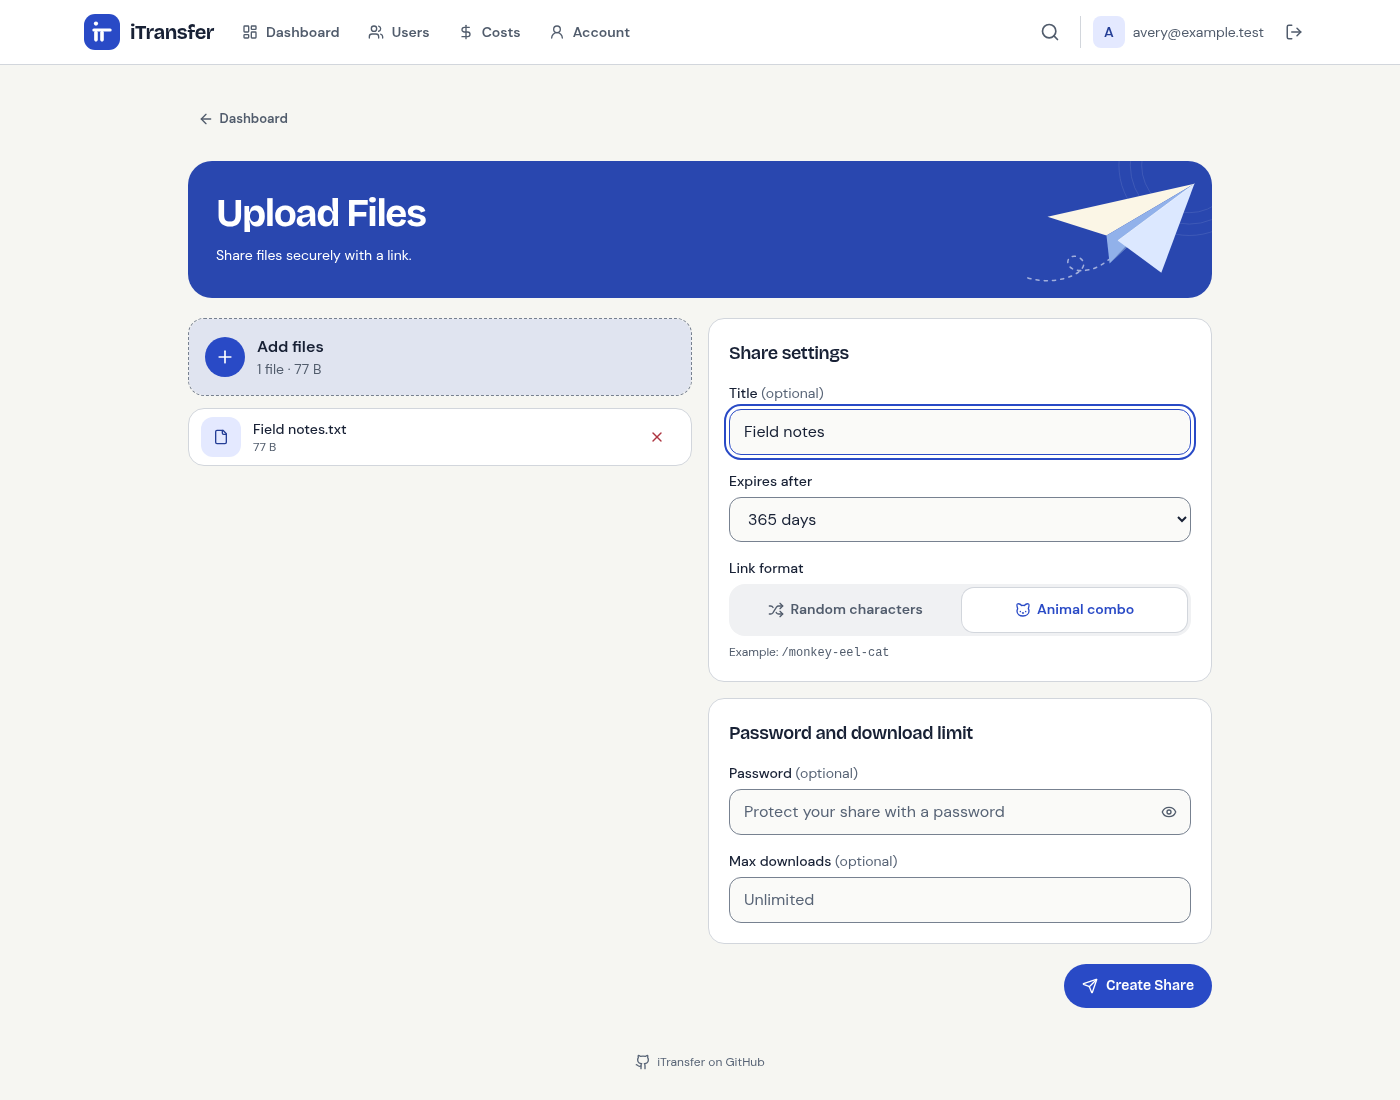 iTransfer
Dashboard
Users
Costs
Account
A
avery@example.test
Dashboard
Upload Files
Share files securely with a link.
Add files
1 file · 77 B
Field notes.txt
77 B
Share settings
Title (optional)
Field notes
Expires after
365 days
Link format
Random characters
Animal combo
Example: /monkey-eel-cat
Password and download limit
Password (optional)
Protect your share with a password
Max downloads (optional)
Unlimited
Create Share
iTransfer on GitHub